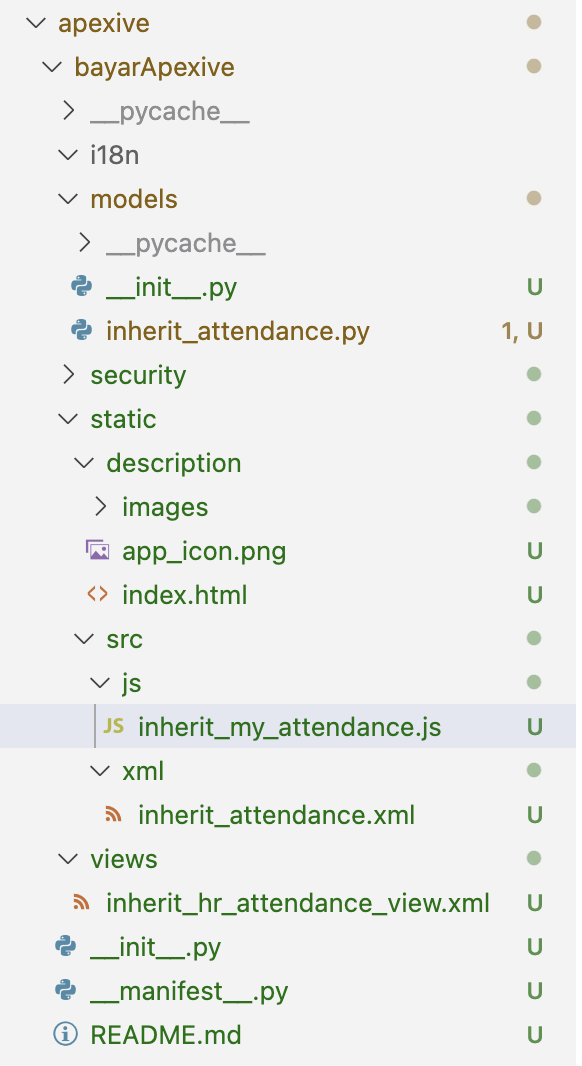 apexive
bayarApexive
__pycache__
i18n
models
__pycache__
__init__.py U
inherit_attendance.py 1, U
security
static
description
images
app_icon.png U
index.html U
src
js
JS inherit_my_attendance.js U
xml
inherit_attendance.xml U
views
inherit_hr_attendance_view.xml U
__init__.py U
__manifest__.py U
README.md U